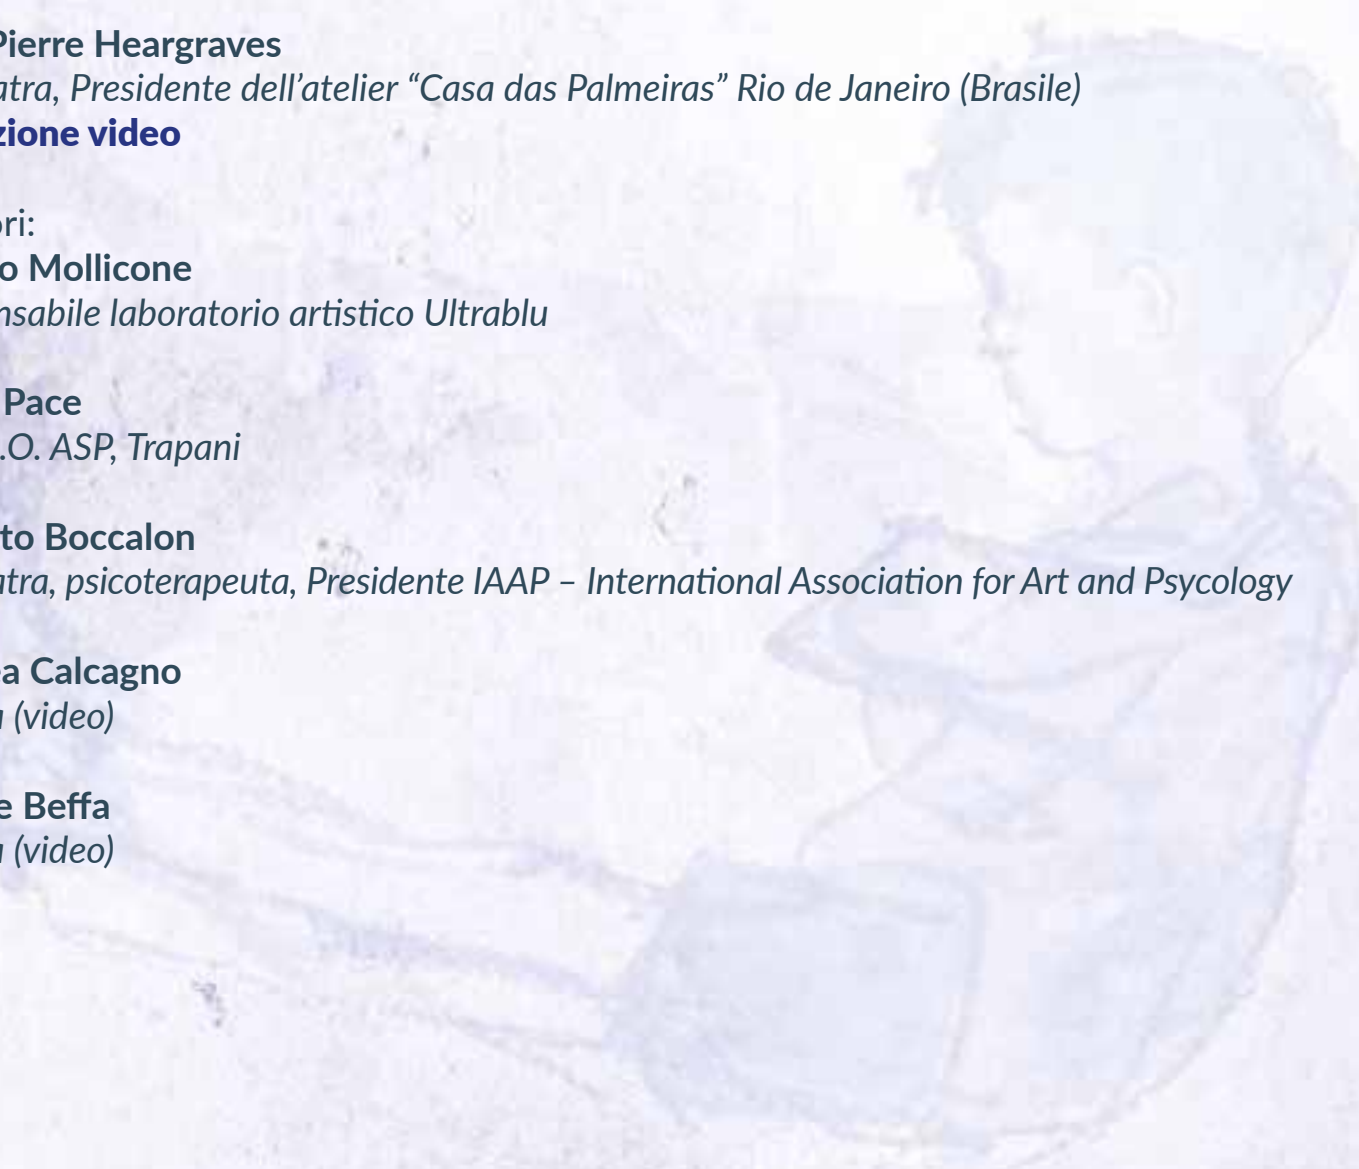 Pierre Heargraves
atra, Presidente dell’atelier “Casa das Palmeiras” Rio de Janeiro (Brasile)
zione video
ori:
o Mollicone
nsabile laboratorio artistico Ultrablu
Pace
.O. ASP, Trapani
to Boccalon
atra, psicoterapeuta, Presidente IAAP – International Association for Art and Psycology
a Calcagno
(video)
e Beffa
(video)